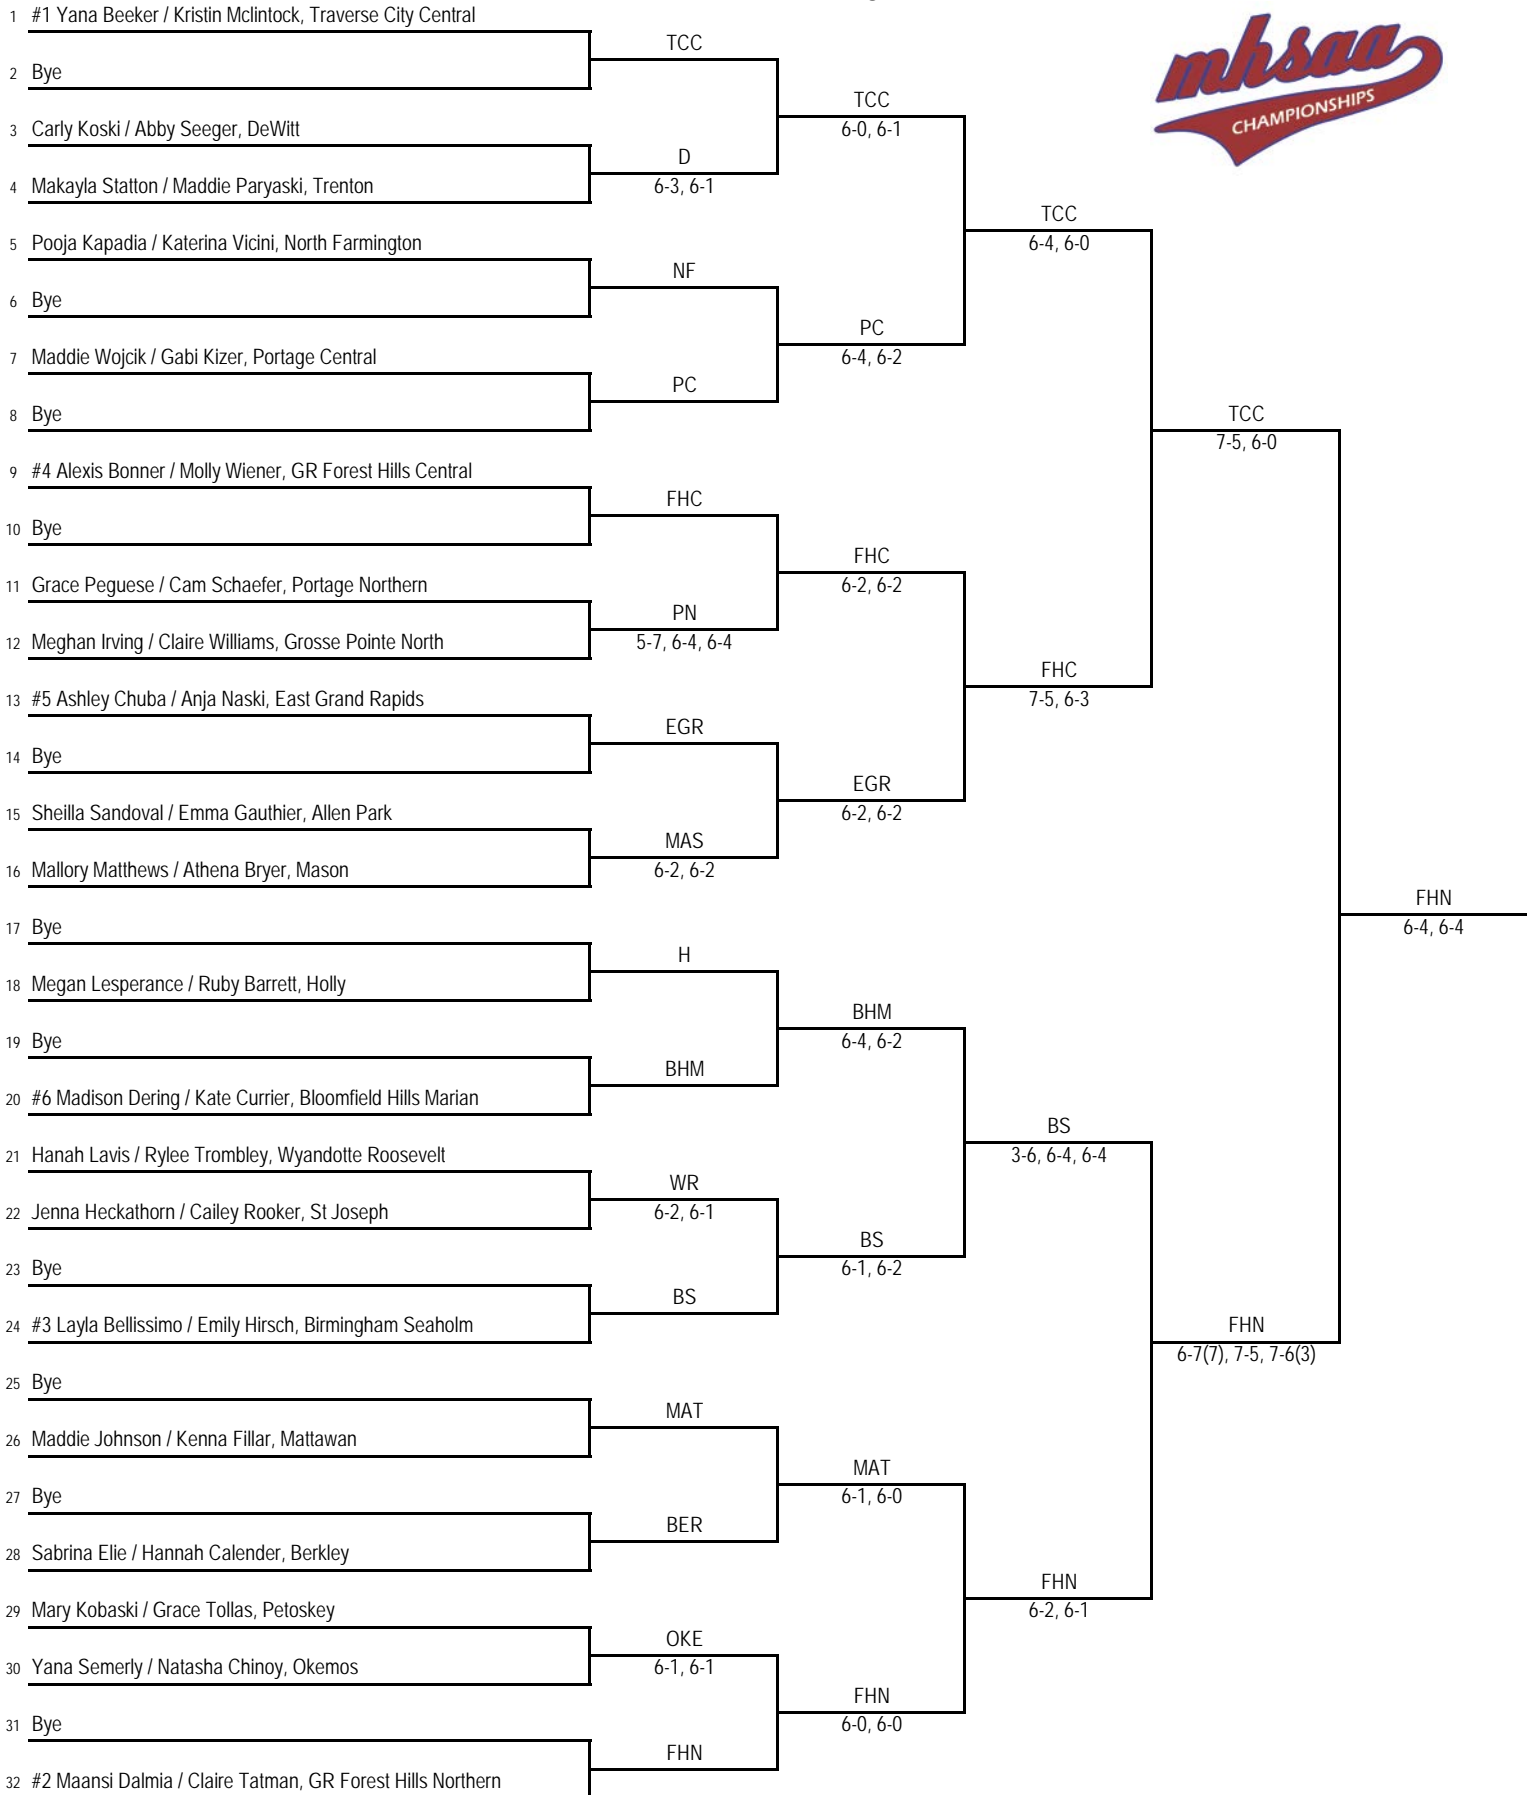 1 #1 Yana Beeker / Kristin Mclintock, Traverse City Central
TCC
2 Bye
TCC
6-0, 6-1
3 Carly Koski / Abby Seeger, DeWitt
D
6-3, 6-1
4 Makayla Statton / Maddie Paryaski, Trenton
TCC
6-4, 6-0
5 Pooja Kapadia / Katerina Vicini, North Farmington
NF
6 Bye
PC
6-4, 6-2
7 Maddie Wojcik / Gabi Kizer, Portage Central
PC
8 Bye
TCC
7-5, 6-0
9 #4 Alexis Bonner / Molly Wiener, GR Forest Hills Central
FHC
10 Bye
FHC
6-2, 6-2
11 Grace Peguese / Cam Schaefer, Portage Northern
PN
5-7, 6-4, 6-4
12 Meghan Irving / Claire Williams, Grosse Pointe North
FHC
7-5, 6-3
13 #5 Ashley Chuba / Anja Naski, East Grand Rapids
EGR
14 Bye
EGR
6-2, 6-2
15 Sheilla Sandoval / Emma Gauthier, Allen Park
MAS
6-2, 6-2
16 Mallory Matthews / Athena Bryer, Mason
FHN
6-4, 6-4
17 Bye
H
18 Megan Lesperance / Ruby Barrett, Holly
BHM
6-4, 6-2
19 Bye
BHM
20 #6 Madison Dering / Kate Currier, Bloomfield Hills Marian
BS
3-6, 6-4, 6-4
21 Hanah Lavis / Rylee Trombley, Wyandotte Roosevelt
WR
6-2, 6-1
22 Jenna Heckathorn / Cailey Rooker, St Joseph
BS
6-1, 6-2
23 Bye
BS
24 #3 Layla Bellissimo / Emily Hirsch, Birmingham Seaholm
FHN
6-7(7), 7-5, 7-6(3)
25 Bye
MAT
26 Maddie Johnson / Kenna Fillar, Mattawan
MAT
6-1, 6-0
27 Bye
BER
28 Sabrina Elie / Hannah Calender, Berkley
FHN
6-2, 6-1
29 Mary Kobaski / Grace Tollas, Petoskey
OKE
6-1, 6-1
30 Yana Semerly / Natasha Chinoy, Okemos
FHN
6-0, 6-0
31 Bye
FHN
32 #2 Maansi Dalmia / Claire Tatman, GR Forest Hills Northern
mhsaa
CHAMPIONSHIPS